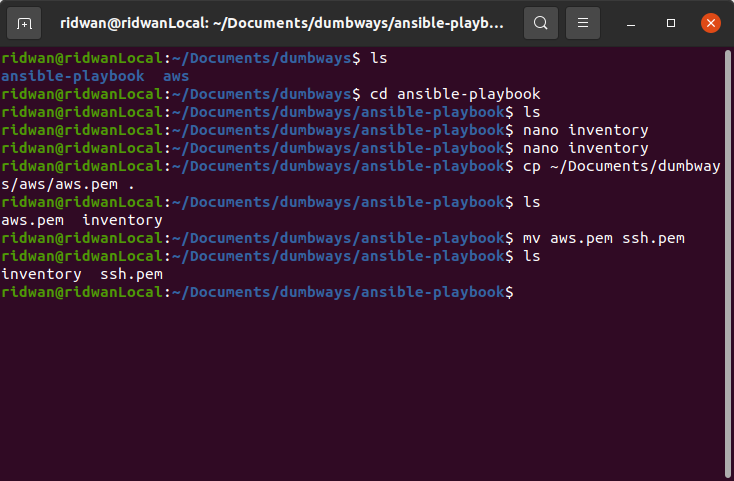 ridwan@ridwanLocal: ~/Documents/dumbways/ansible-playb...
ridwan@ridwanLocal:~/Documents/dumbways$ ls
ansible-playbook  aws
ridwan@ridwanLocal:~/Documents/dumbways$ cd ansible-playbook
ridwan@ridwanLocal:~/Documents/dumbways/ansible-playbook$ ls
ridwan@ridwanLocal:~/Documents/dumbways/ansible-playbook$ nano inventory
ridwan@ridwanLocal:~/Documents/dumbways/ansible-playbook$ nano inventory
ridwan@ridwanLocal:~/Documents/dumbways/ansible-playbook$ cp ~/Documents/dumbway
s/aws/aws.pem .
ridwan@ridwanLocal:~/Documents/dumbways/ansible-playbook$ ls
aws.pem  inventory
ridwan@ridwanLocal:~/Documents/dumbways/ansible-playbook$ mv aws.pem ssh.pem
ridwan@ridwanLocal:~/Documents/dumbways/ansible-playbook$ ls
inventory  ssh.pem
ridwan@ridwanLocal:~/Documents/dumbways/ansible-playbook$